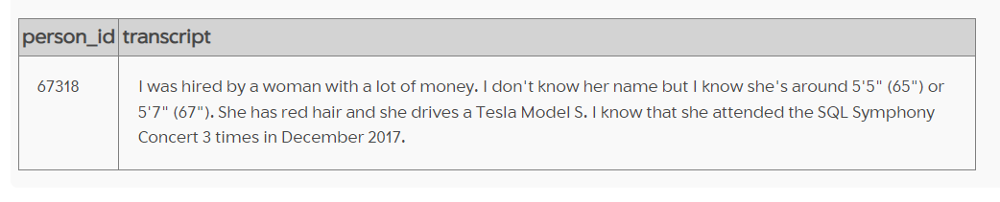 person_id transcript
67318 I was hired by a woman with a lot of money. I don't know her name but I know she's around 5'5" (65") or
5'7" (67"). She has red hair and she drives a Tesla Model S. I know that she attended the SQL Symphony
Concert 3 times in December 2017.